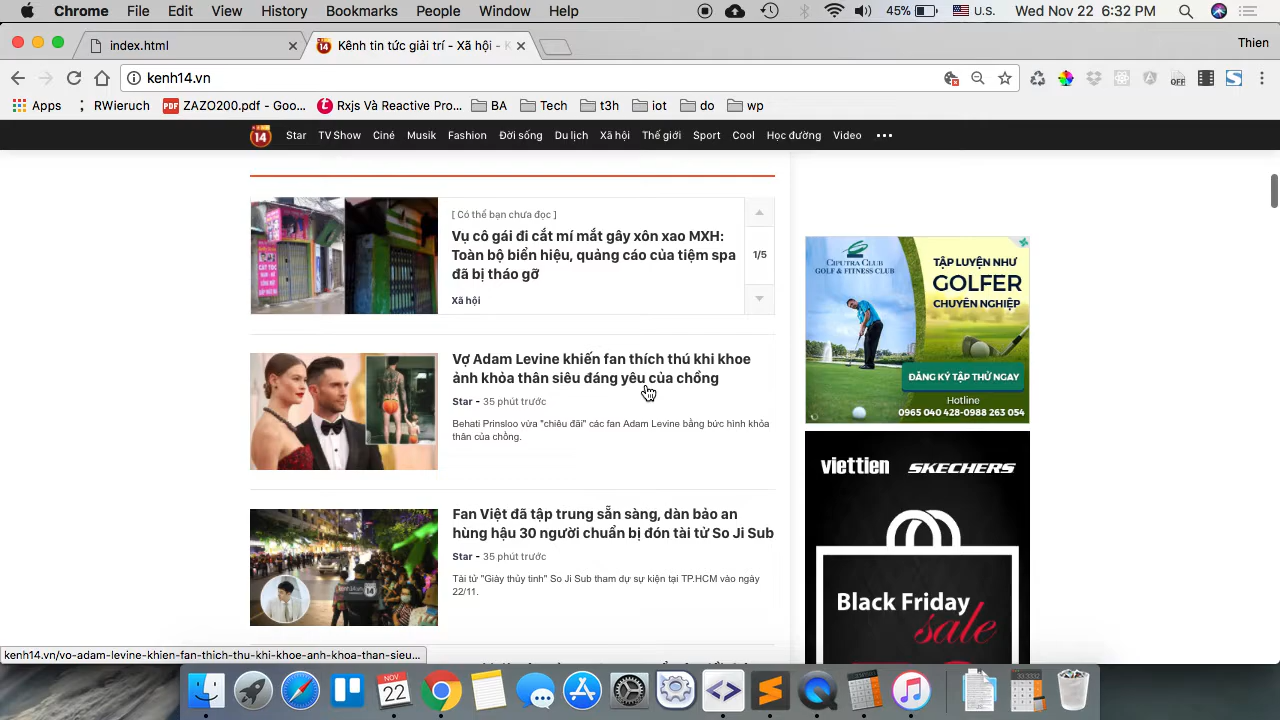 Chrome File Edit View History Bookmarks People Window Help 45% U.S. Wed Nov 22 6:32 PM
index.html Kênh tin tức giải trí - Xã hội - K Thien
kenh14.vn OFF
Apps RWieruch PDF ZAZO200.pdf - Goo... Rxjs Và Reactive Pro... BA Tech t3h iot do wp
14 Star TV Show Ciné Musik Fashion Đời sống Du lịch Xã hội Thế giới Sport Cool Học đường Video
[ Có thể bạn chưa đọc ]
Vụ cô gái đi cắt mí mắt gây xôn xao MXH:
Toàn bộ biển hiệu, quảng cáo của tiệm spa
đã bị tháo gỡ
Xã hội
1/5
Vợ Adam Levine khiến fan thích thú khi khoe
ảnh khỏa thân siêu đáng yêu của chồng
Star - 35 phút trước
Behati Prinsloo vừa "chiêu đãi" các fan Adam Levine bằng bức hình khỏa
thân của chồng.
Fan Việt đã tập trung sẵn sàng, dàn bảo an
hùng hậu 30 người chuẩn bị đón tài tử So Ji Sub
Star - 35 phút trước
Tài tử "Giày thủy tinh" So Ji Sub tham dự sự kiện tại TP.HCM vào ngày
22/11.
CIPUTRA CLUB
GOLF & FITNESS CLUB
TẬP LUYỆN NHƯ
GOLFER
CHUYÊN NGHIỆP
ĐĂNG KÝ TẬP THỬ NGAY
Hotline
0965 040 428-0988 263 054
viettien SKECHERS
Black Friday
sale
kenh14.vn/vo-adam-levine-khien-fan-thich-thu-khi-khoe-anh-khoa-than-sieu...
NOV
22